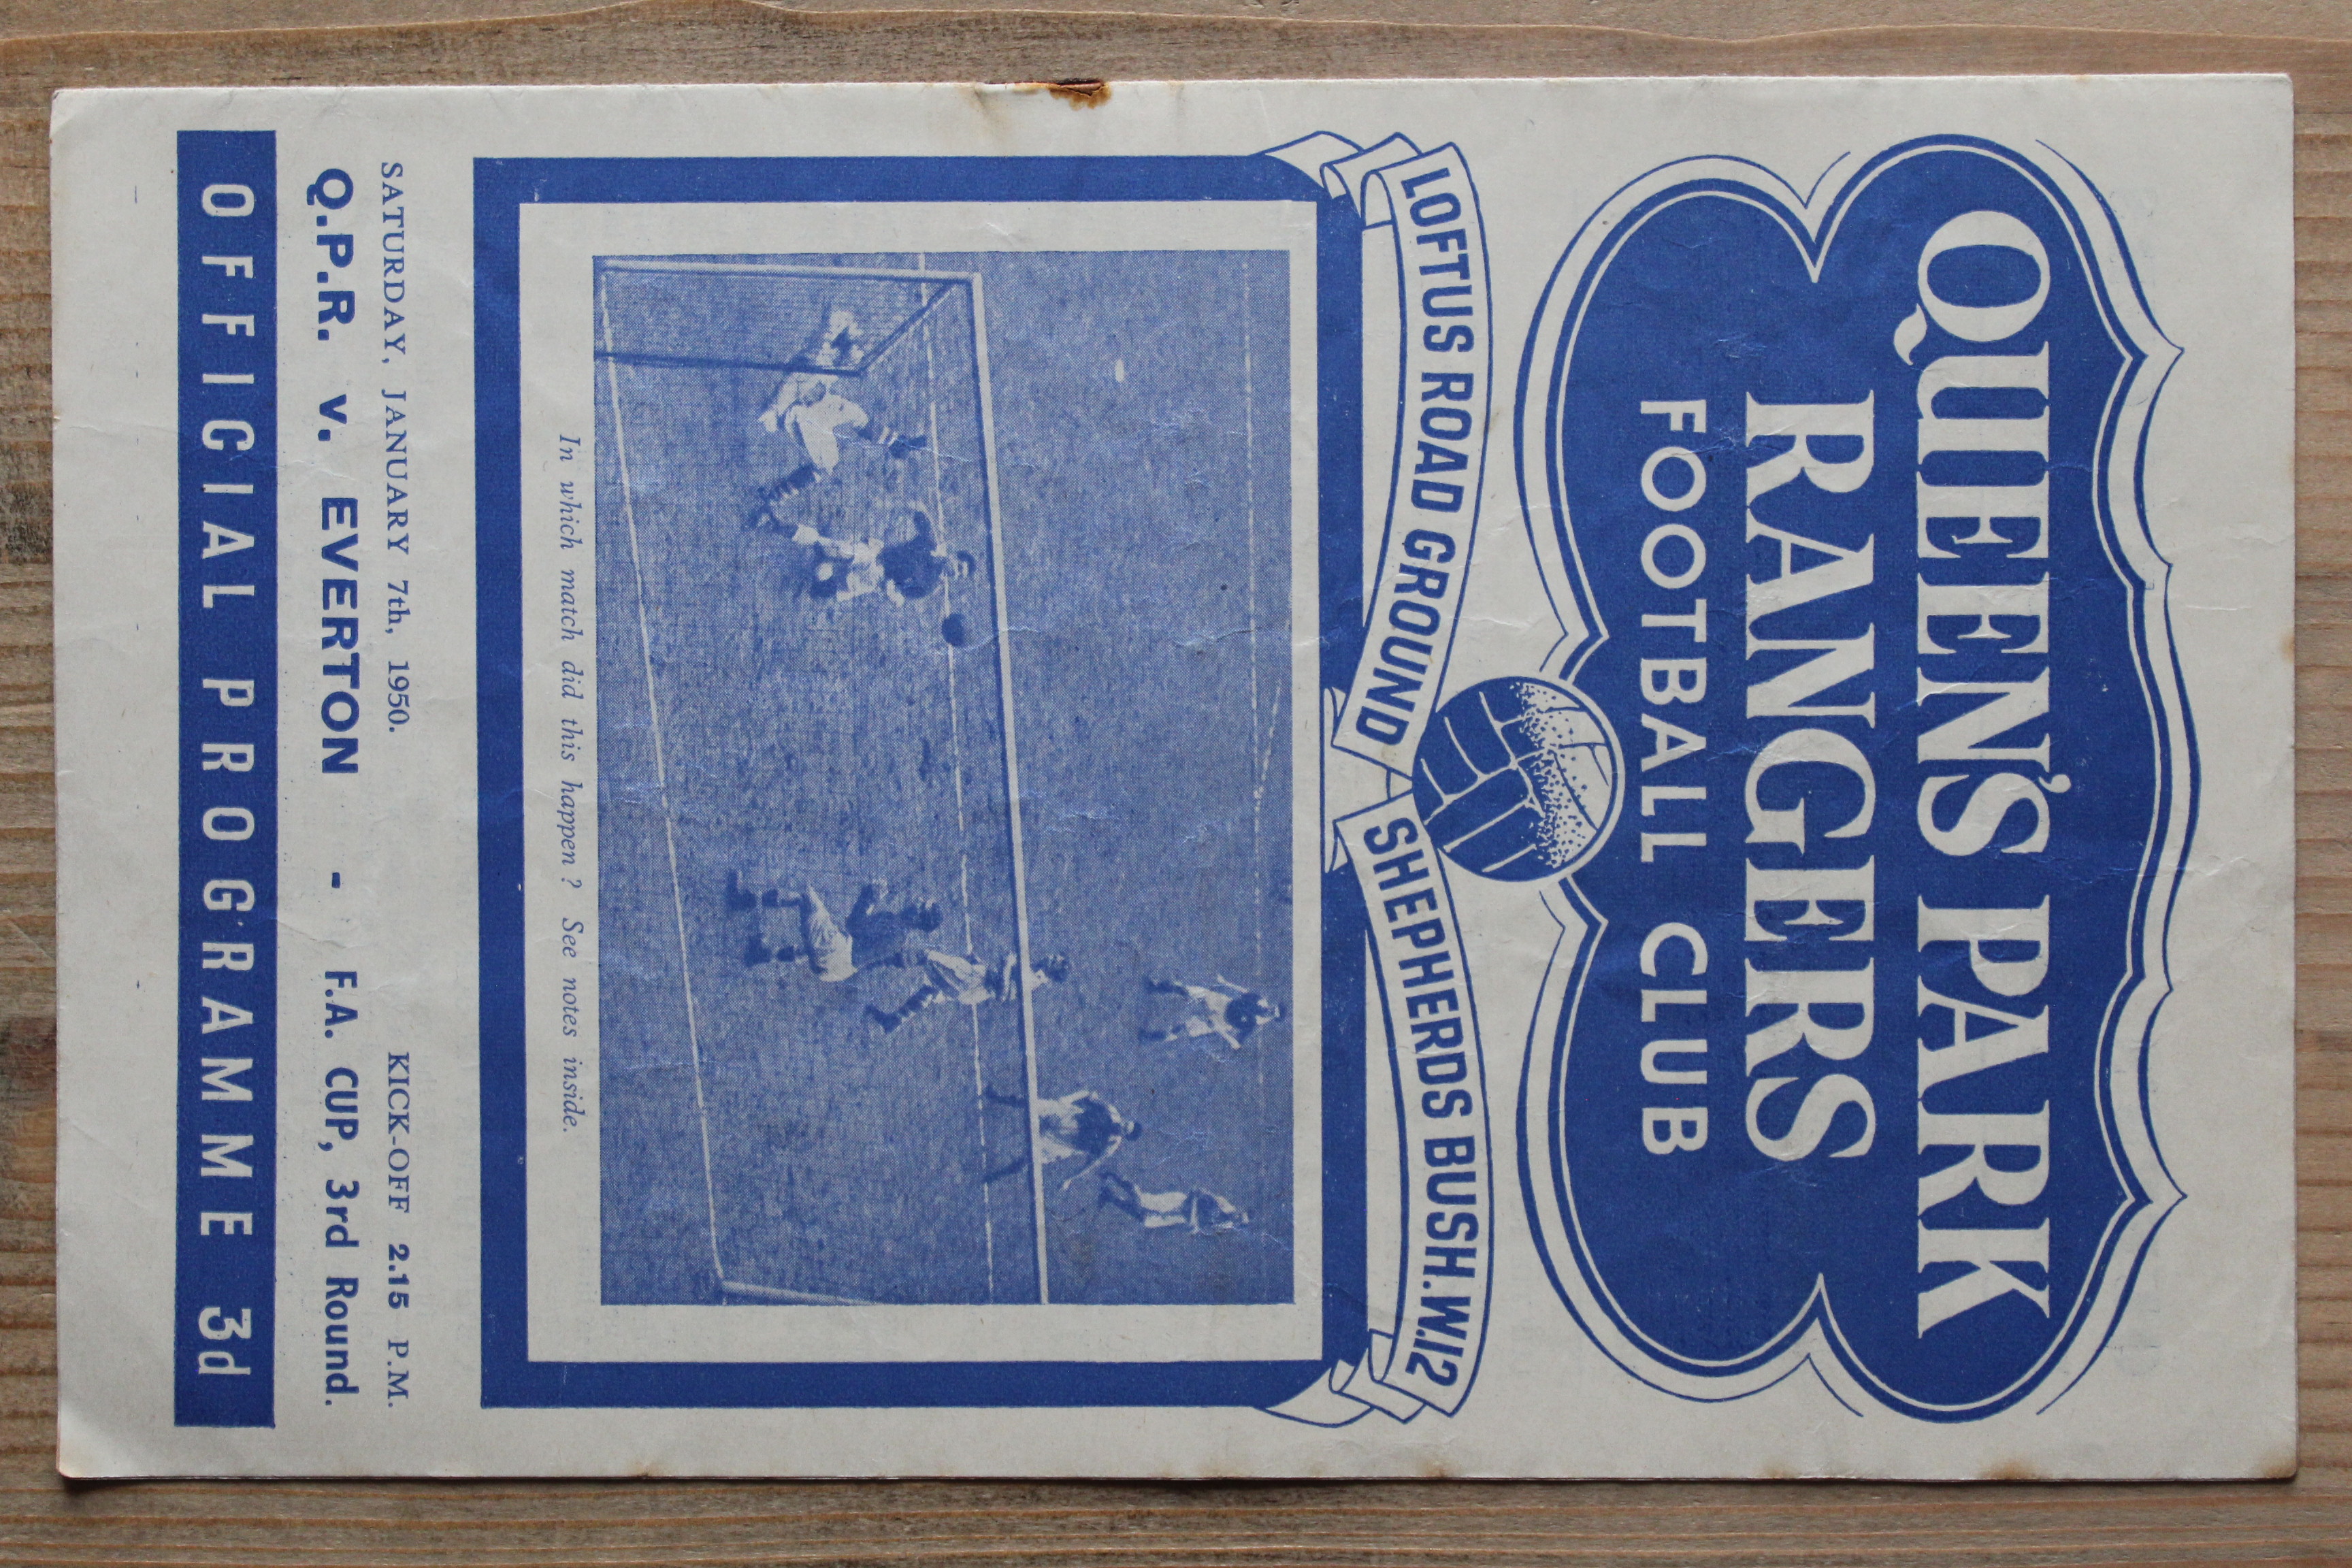 QUEEN'S PARK
RANGERS
FOOTBALL CLUB
LOFTUS ROAD GROUND
SHEPHERDS BUSH. W.12
In which match did this happen? See notes inside.
SATURDAY, JANUARY 7th, 1950. KICK-OFF 2.15 P.M.
Q.P.R. v. EVERTON - F.A. CUP, 3rd Round.
OFFICIAL PROGRAMME 3d